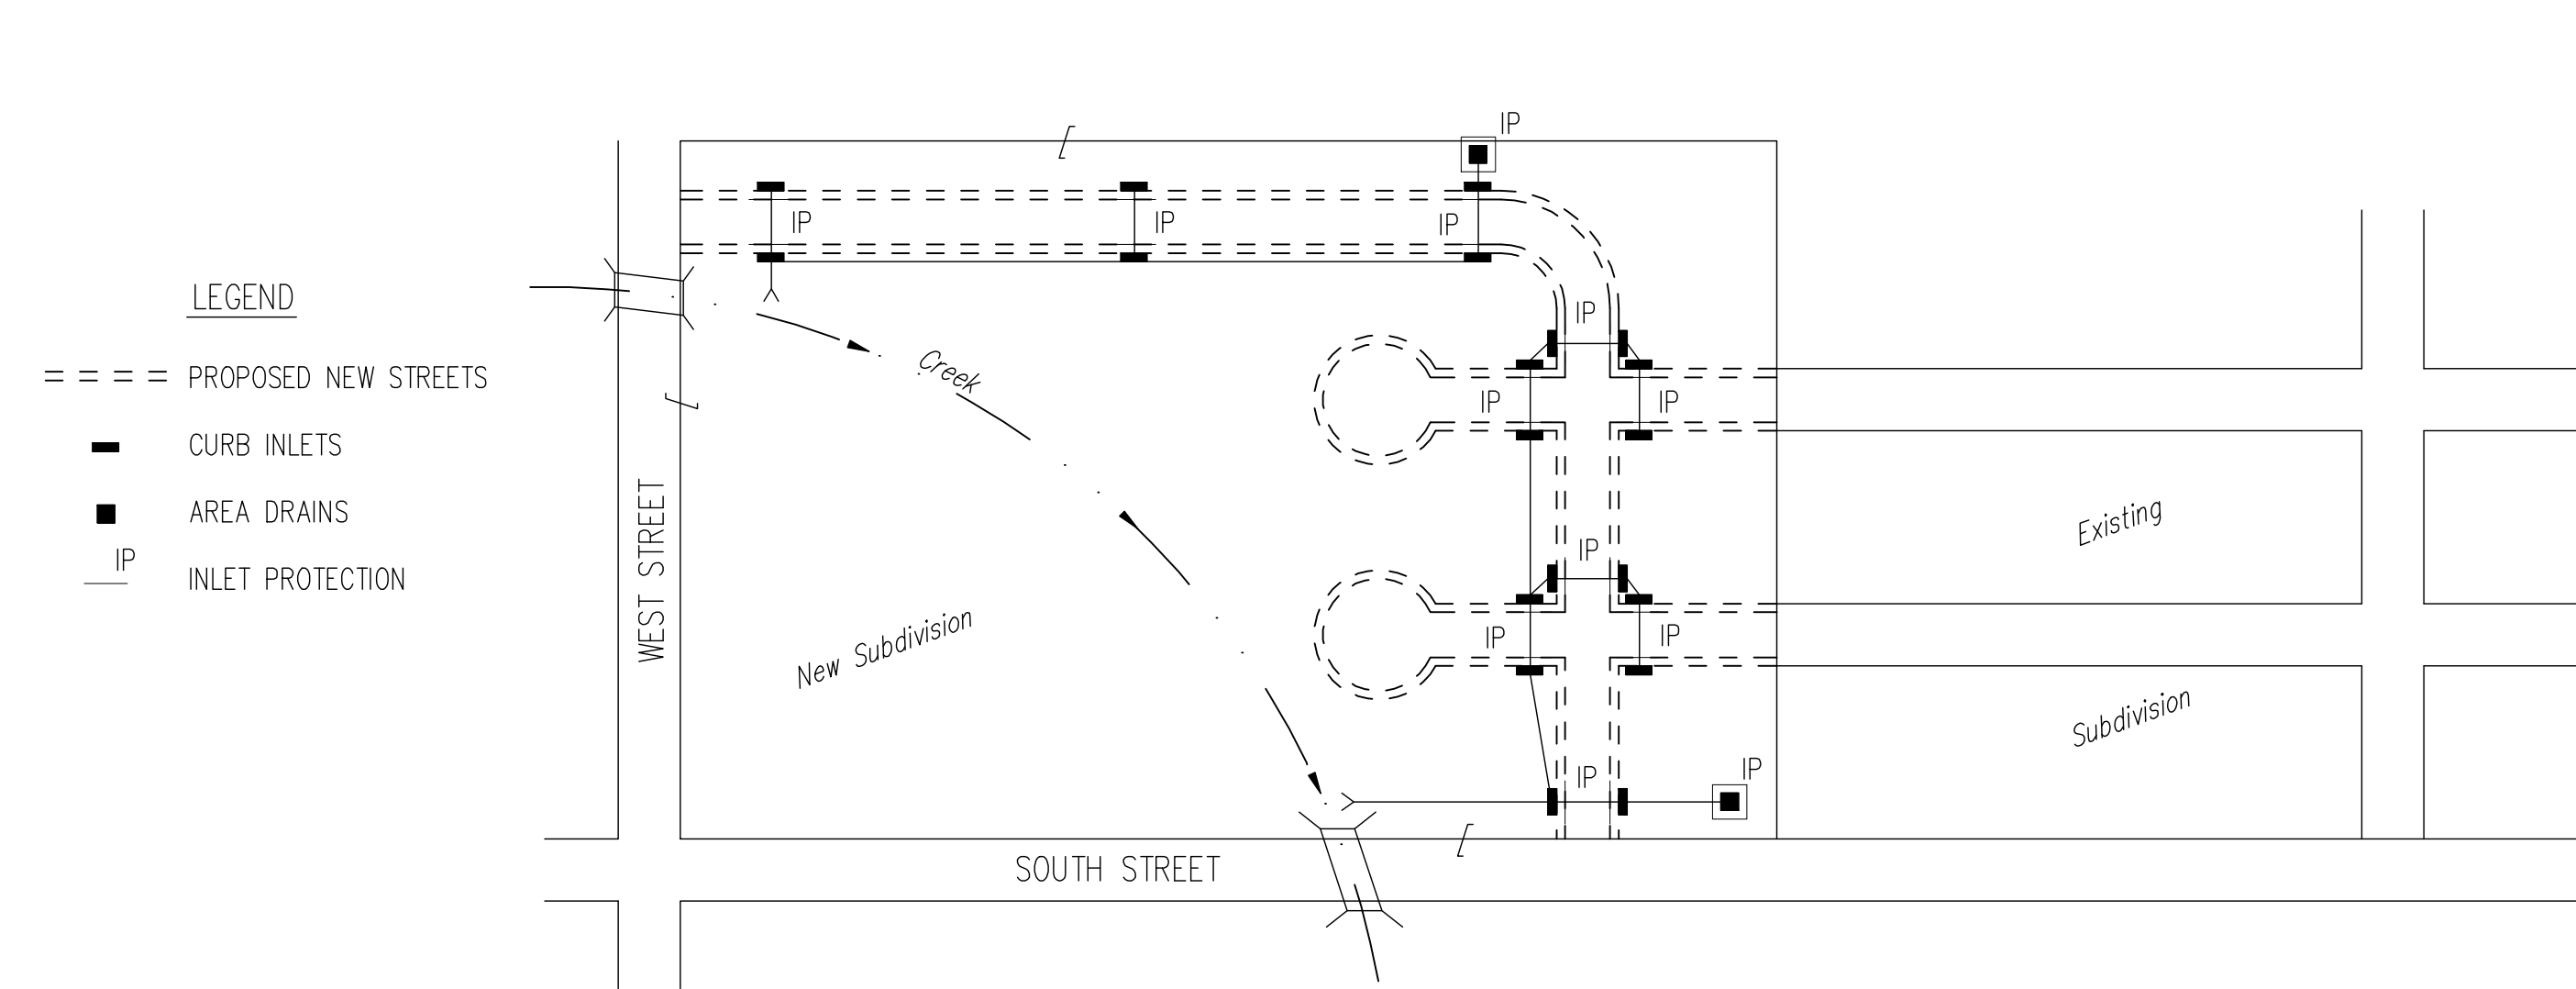 IP
IP
IP
IP
LEGEND
IP
PROPOSED NEW STREETS
Creek
IP
IP
CURB INLETS
AREA DRAINS
Existing
IP
IP
INLET PROTECTION
WEST STREET
New Subdivision
IP
IP
Subdivision
IP
IP
SOUTH STREET